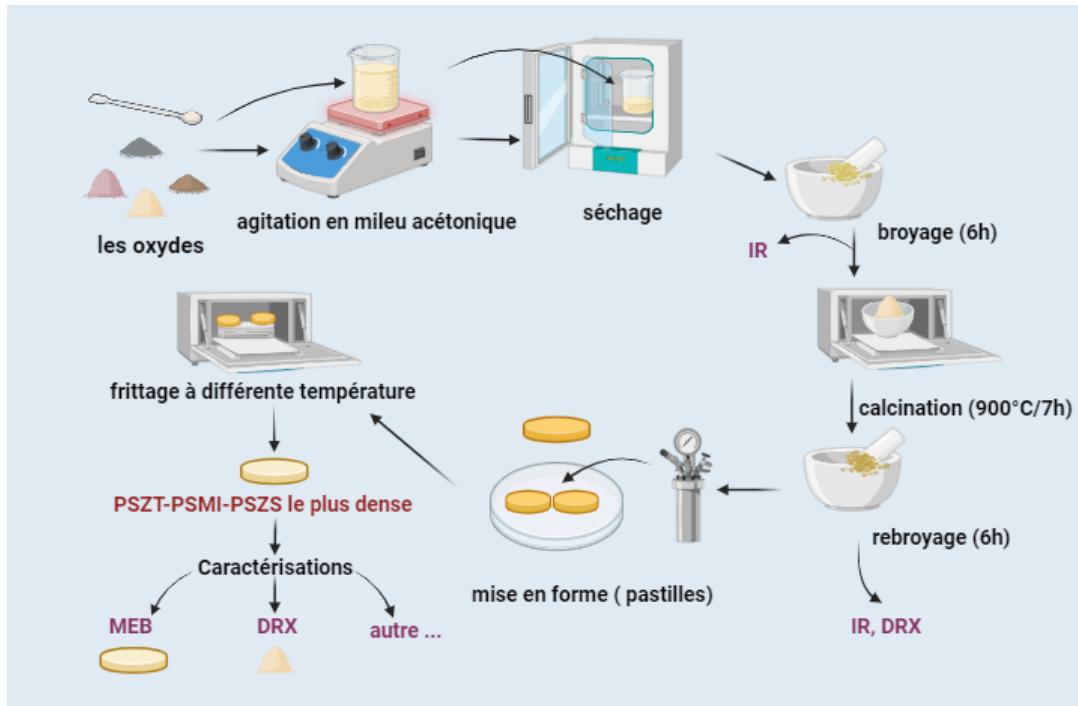 les oxydes
agitation en mileu acétonique
séchage
broyage (6h)
IR
calcination (900°C/7h)
rebroyage (6h)
IR, DRX
mise en forme ( pastilles)
frittage à différente température
PSZT-PSMI-PSZS le plus dense
Caractérisations
MEB
DRX
autre ...